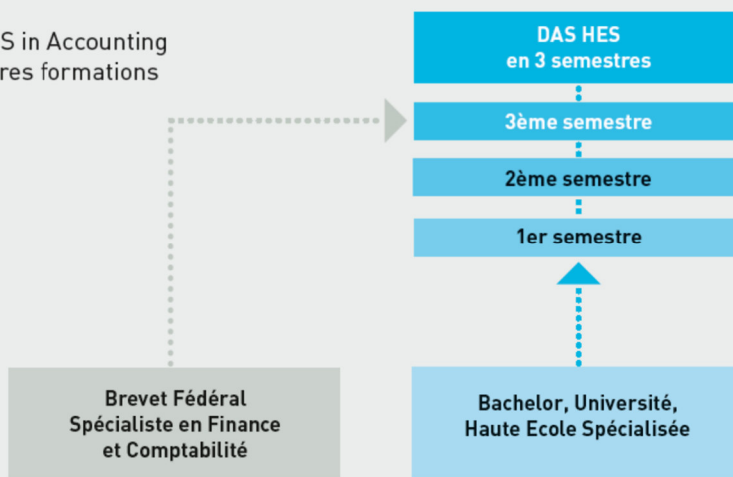 S in Accounting
res formations
DAS HES
en 3 semestres
3ème semestre
2ème semestre
1er semestre
Brevet Fédéral
Spécialiste en Finance
et Comptabilité
Bachelor, Université,
Haute Ecole Spécialisée